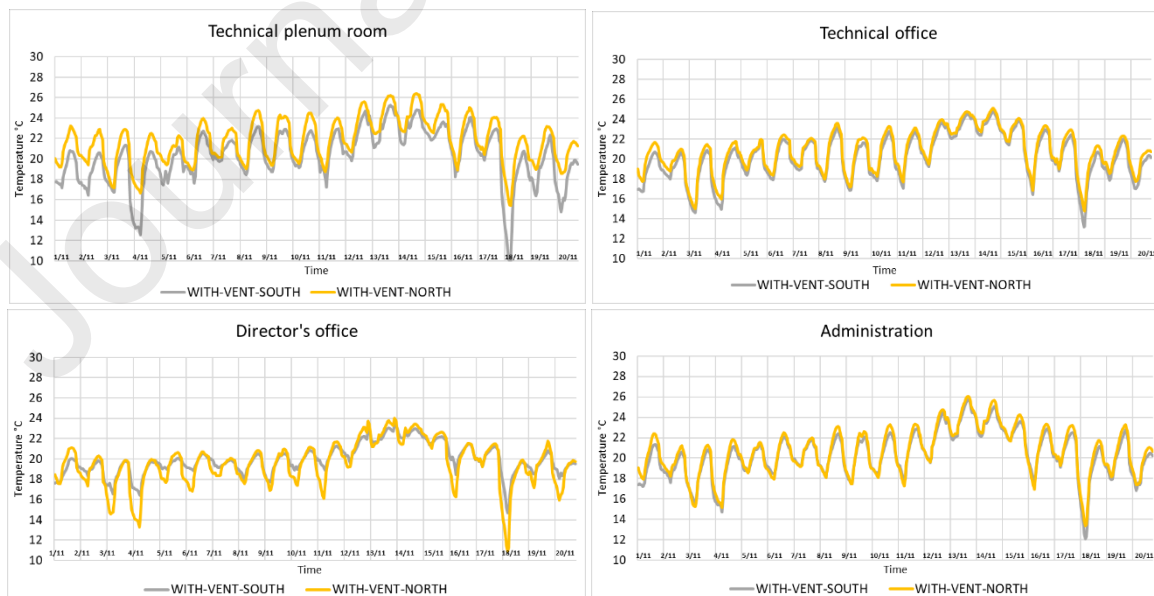 Journa
Technical plenum room
30
28
26
24
22
20
18
16
14
12
10
Temperature °C
1/11 2/11 3/11 4/11 5/11 6/11 7/11 8/11 9/11 10/11 11/11 12/11 13/11 14/11 15/11 16/11 17/11 18/11 19/11 20/11
Time
WITH-VENT-SOUTH WITH-VENT-NORTH
Technical office
30
28
26
24
22
20
18
16
14
12
10
Temperature °C
1/11 2/11 3/11 4/11 5/11 6/11 7/11 8/11 9/11 10/11 11/11 12/11 13/11 14/11 15/11 16/11 17/11 18/11 19/11 20/11
Time
WITH-VENT-SOUTH WITH-VENT-NORTH
Director's office
30
28
26
24
22
20
18
16
14
12
10
Temperature °C
1/11 2/11 3/11 4/11 5/11 6/11 7/11 8/11 9/11 10/11 11/11 12/11 13/11 14/11 15/11 16/11 17/11 18/11 19/11 20/11
Time
WITH-VENT-SOUTH WITH-VENT-NORTH
Administration
30
28
26
24
22
20
18
16
14
12
10
Temperature °C
1/11 2/11 3/11 4/11 5/11 6/11 7/11 8/11 9/11 10/11 11/11 12/11 13/11 14/11 15/11 16/11 17/11 18/11 19/11 20/11
Time
WITH-VENT-SOUTH WITH-VENT-NORTH